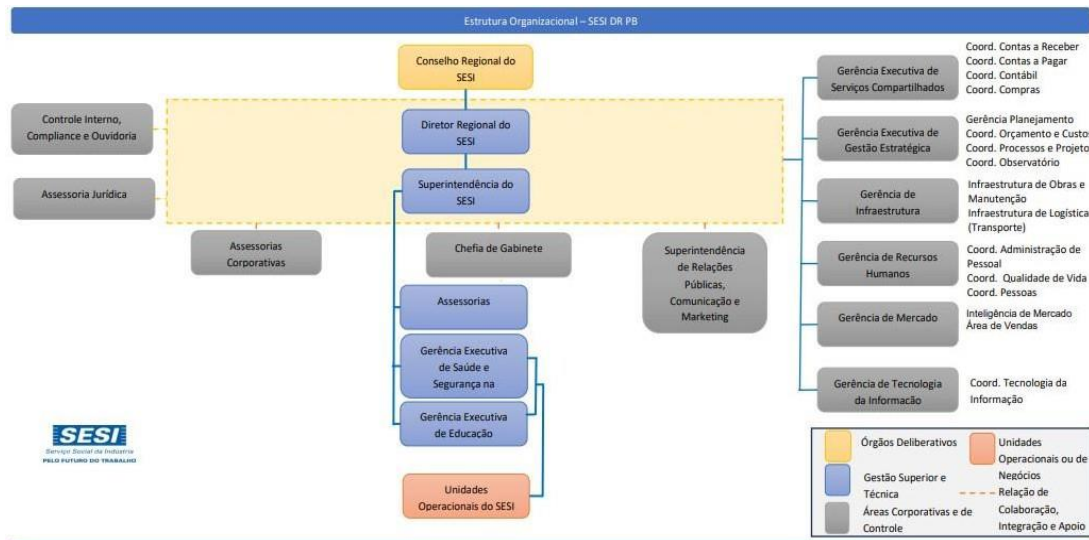 Estrutura Organizacional – SESI DR PB
Conselho Regional do
SESI
Diretor Regional do
SESI
Superintendência do
SESI
Controle Interno,
Compliance e Ouvidoria
Assessoria Jurídica
Assessorias
Corporativas
Chefia de Gabinete
Superintendência
de Relações
Públicas,
Comunicação e
Marketing
Assessorias
Gerência Executiva
de Saúde e
Segurança na
Gerência Executiva
de Educação
Unidades
Operacionais do SESI
Gerência Executiva de
Serviços Compartilhados
Coord. Contas a Receber
Coord. Contas a Pagar
Coord. Contábil
Coord. Compras
Gerência Executiva de
Gestão Estratégica
Gerência Planejamento
Coord. Orçamento e Custo
Coord. Processos e Projeto
Coord. Observatório
Gerência de
Infraestrutura
Infraestrutura de Obras e
Manutenção
Infraestrutura de Logística
(Transporte)
Gerência de Recursos
Humanos
Coord. Administração de
Pessoal
Coord. Qualidade de Vida
Coord. Pessoas
Gerência de Mercado
Inteligência de Mercado
Área de Vendas
Gerência de Tecnologia
da Informação
Coord. Tecnologia da
Informação
SESI
Serviço Social da Indústria
PELO FUTURO DO TRABALHO
Órgãos Deliberativos
Gestão Superior e
Técnica
Áreas Corporativas e de
Controle
Unidades
Operacionais ou de
Negócios
Relação de
Colaboração,
Integração e Apoio